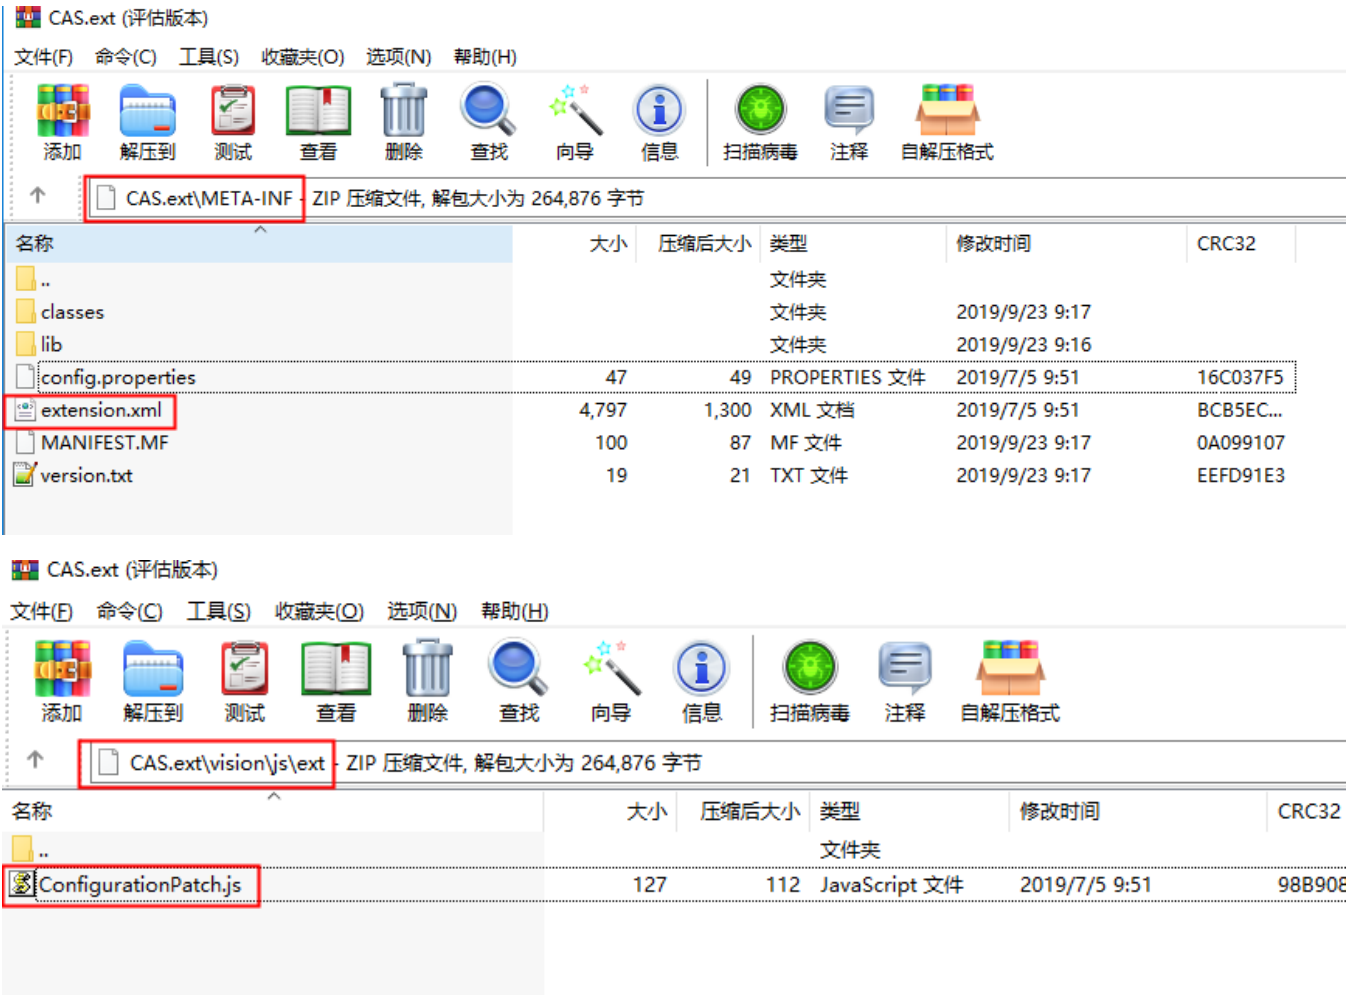 CAS.ext (评估版本)
文件(F) 命令(C) 工具(S) 收藏夹(O) 选项(N) 帮助(H)
添加 解压到 测试 查看 删除 查找 向导 信息 扫描病毒 注释 自解压格式
CAS.ext\META-INF - ZIP 压缩文件, 解包大小为 264,876 字节
名称 大小 压缩后大小 类型 修改时间 CRC32
.. 文件夹
classes 文件夹 2019/9/23 9:17
lib 文件夹 2019/9/23 9:16
config.properties 47 49 PROPERTIES 文件 2019/7/5 9:51 16C037F5
extension.xml 4,797 1,300 XML 文档 2019/7/5 9:51 BCB5EC...
MANIFEST.MF 100 87 MF 文件 2019/9/23 9:17 0A099107
version.txt 19 21 TXT 文件 2019/9/23 9:17 EEFD91E3
CAS.ext (评估版本)
文件(F) 命令(C) 工具(S) 收藏夹(O) 选项(N) 帮助(H)
添加 解压到 测试 查看 删除 查找 向导 信息 扫描病毒 注释 自解压格式
CAS.ext\vision\js\ext - ZIP 压缩文件, 解包大小为 264,876 字节
名称 大小 压缩后大小 类型 修改时间 CRC32
.. 文件夹
ConfigurationPatch.js 127 112 JavaScript 文件 2019/7/5 9:51 98B908